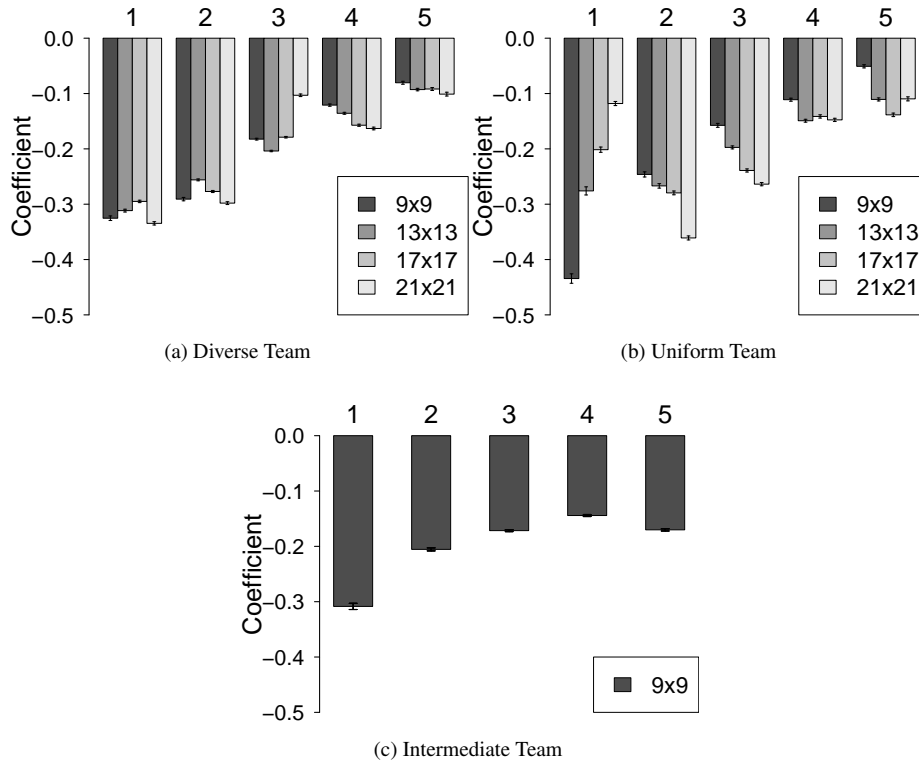 1 2 3 4 5
0.0
−0.1
−0.2
−0.3
−0.4
−0.5
Coefficient
9x9
13x13
17x17
21x21
(a) Diverse Team
1 2 3 4 5
0.0
−0.1
−0.2
−0.3
−0.4
−0.5
Coefficient
9x9
13x13
17x17
21x21
(b) Uniform Team
1 2 3 4 5
0.0
−0.1
−0.2
−0.3
−0.4
−0.5
Coefficient
9x9
(c) Intermediate Team